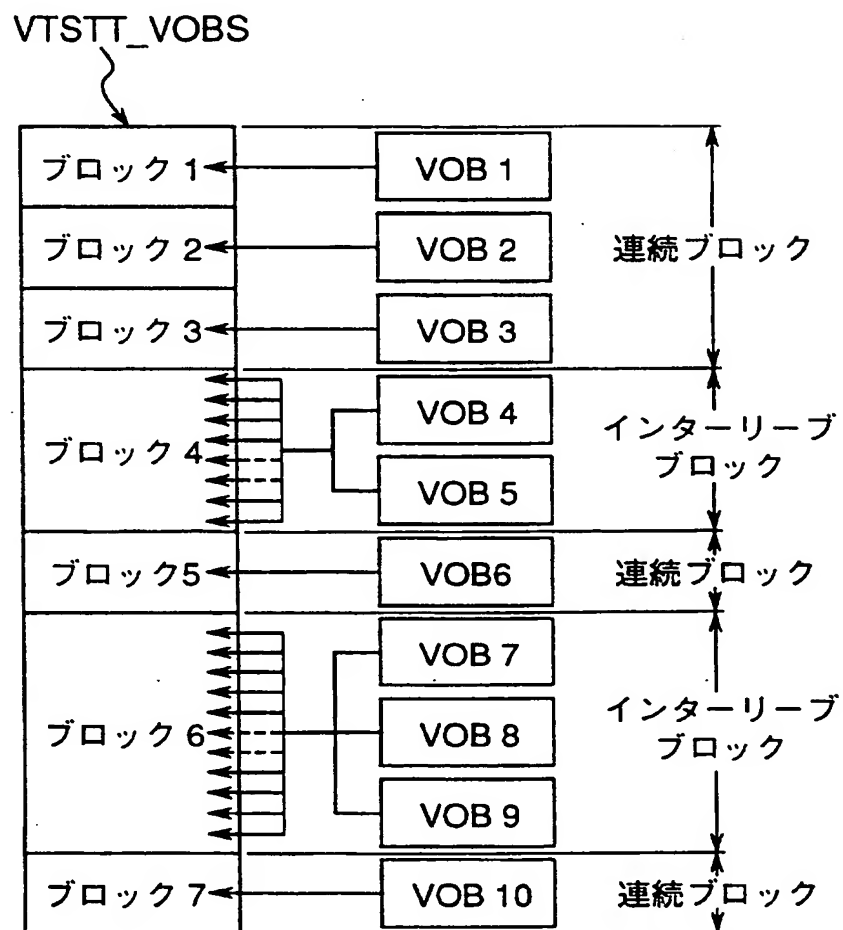 VTSTT_VOBS
ブロック 1
VOB 1
ブロック 2
VOB 2
連続ブロック
ブロック 3
VOB 3
ブロック 4
VOB 4
VOB 5
インターリーブ
ブロック
ブロック5
VOB6
連続ブロック
ブロック 6
VOB 7
VOB 8
VOB 9
インターリーブ
ブロック
ブロック 7
VOB 10
連続ブロック